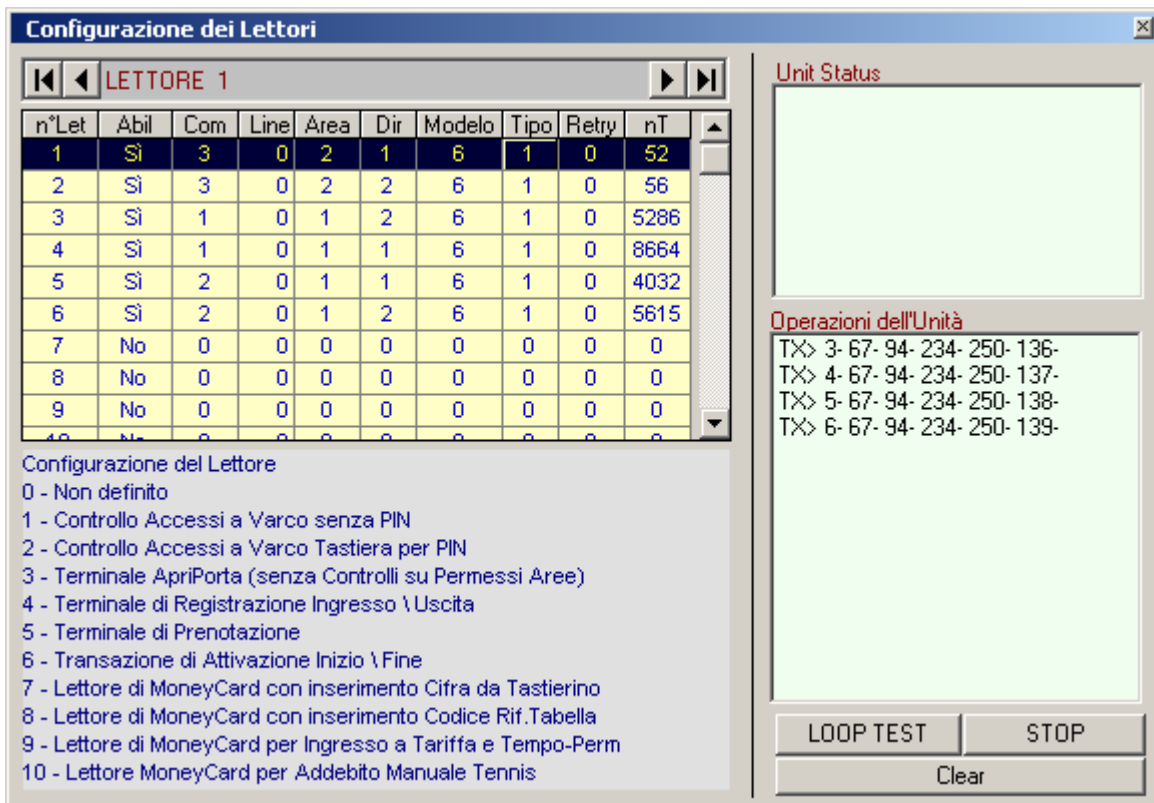 Configurazione dei Lettori
LETTORE 1
n°Let Abil Com Line Area Dir Modelo Tipo Retry nT
1 Sì 3 0 2 1 6 1 0 52
2 Sì 3 0 2 2 6 1 0 56
3 Sì 1 0 1 2 6 1 0 5286
4 Sì 1 0 1 1 6 1 0 8664
5 Sì 2 0 1 1 6 1 0 4032
6 Sì 2 0 1 2 6 1 0 5615
7 No 0 0 0 0 0 0 0 0
8 No 0 0 0 0 0 0 0 0
9 No 0 0 0 0 0 0 0 0
Configurazione del Lettore
0 - Non definito
1 - Controllo Accessi a Varco senza PIN
2 - Controllo Accessi a Varco Tastiera per PIN
3 - Terminale ApriPorta (senza Controlli su Permessi Aree)
4 - Terminale di Registrazione Ingresso \ Uscita
5 - Terminale di Prenotazione
6 - Transazione di Attivazione Inizio \ Fine
7 - Lettore di MoneyCard con inserimento Cifra da Tastierino
8 - Lettore di MoneyCard con inserimento Codice Rif.Tabella
9 - Lettore di MoneyCard per Ingresso a Tariffa e Tempo-Perm
10 - Lettore MoneyCard per Addebito Manuale Tennis
Unit Status
Operazioni dell'Unità
TX> 3- 67- 94- 234- 250- 136-
TX> 4- 67- 94- 234- 250- 137-
TX> 5- 67- 94- 234- 250- 138-
TX> 6- 67- 94- 234- 250- 139-
LOOP TEST STOP
Clear